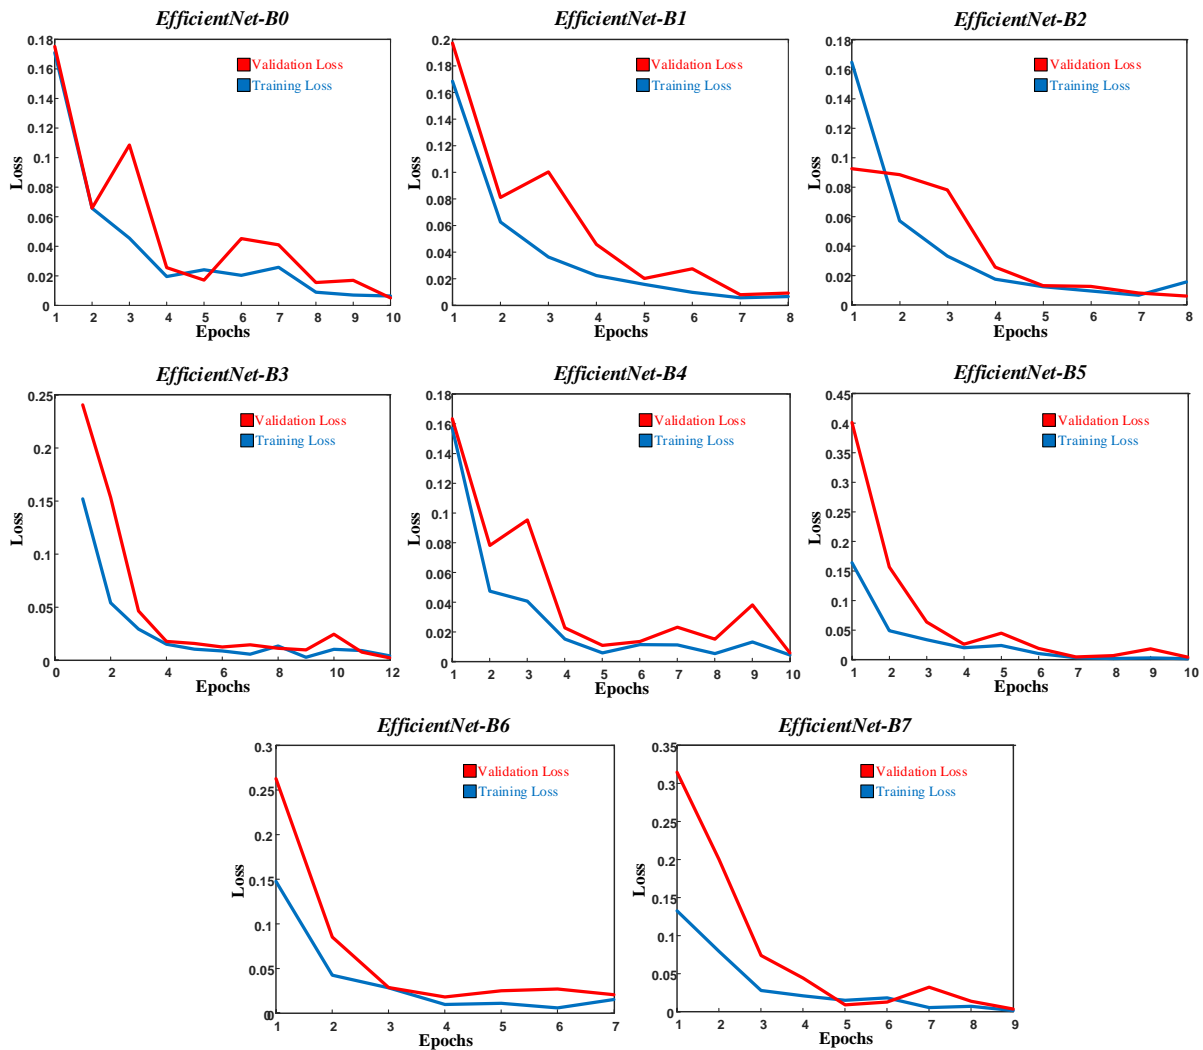 EfficientNet-B0
EfficientNet-B1
EfficientNet-B2
0.18
0.16
0.14
0.12
0.1
0.08
0.06
0.04
0.02
0
Loss
Validation Loss
Training Loss
1 2 3 4 5 6 7 8 9 10
Epochs
0.2
0.18
0.16
0.14
0.12
0.1
0.08
0.06
0.04
0.02
0
Loss
Validation Loss
Training Loss
1 2 3 4 5 6 7 8
Epochs
0.18
0.16
0.14
0.12
0.1
0.08
0.06
0.04
0.02
0
Loss
Validation Loss
Training Loss
1 2 3 4 5 6 7 8
Epochs
EfficientNet-B3
EfficientNet-B4
EfficientNet-B5
0.25
0.2
0.15
0.1
0.05
0
Loss
Validation Loss
Training Loss
0 2 4 6 8 10 12
Epochs
0.18
0.16
0.14
0.12
0.1
0.08
0.06
0.04
0.02
0
Loss
Validation Loss
Training Loss
1 2 3 4 5 6 7 8 9 10
Epochs
0.45
0.4
0.35
0.3
0.25
0.2
0.15
0.1
0.05
0
Loss
Validation Loss
Training Loss
1 2 3 4 5 6 7 8 9 10
Epochs
EfficientNet-B6
EfficientNet-B7
0.3
0.25
0.2
0.15
0.1
0.05
0
Loss
Validation Loss
Training Loss
1 2 3 4 5 6 7
Epochs
0.35
0.3
0.25
0.2
0.15
0.1
0.05
0
Loss
Validation Loss
Training Loss
1 2 3 4 5 6 7 8 9
Epochs